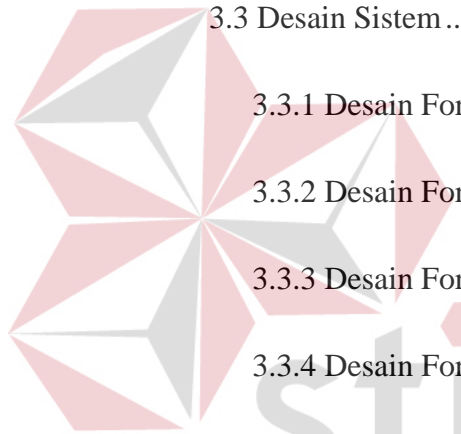 3.3 Desain Sistem ..
3.3.1 Desain For
3.3.2 Desain For
3.3.3 Desain For
3.3.4 Desain For
sti